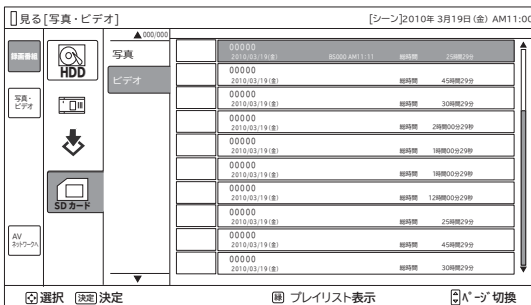 見る[写真・ビデオ]
[シーン]2010年 3月19日(金) AM11:00
録画番組
写真・ビデオ
AVネットワークへ
HDD
SDカード
▲ 000/000
写真
ビデオ
▼
00000
2010/03/19(金) BS000 AM11:11 総時間 25時間29分
00000
2010/03/19(金) 総時間 45時間29分
00000
2010/03/19(金) 総時間 30時間29分
00000
2010/03/19(金) 総時間 2時間00分29秒
00000
2010/03/19(金) 総時間 1時間00分29秒
00000
2010/03/19(金) 総時間 1時間00分29秒
00000
2010/03/19(金) 総時間 12時間00分29秒
00000
2010/03/19(金) 総時間 25時間29分
00000
2010/03/19(金) 総時間 45時間29分
00000
2010/03/19(金) 総時間 30時間29分
選択 決定 決定 緑 プレイリスト表示 ページ切換